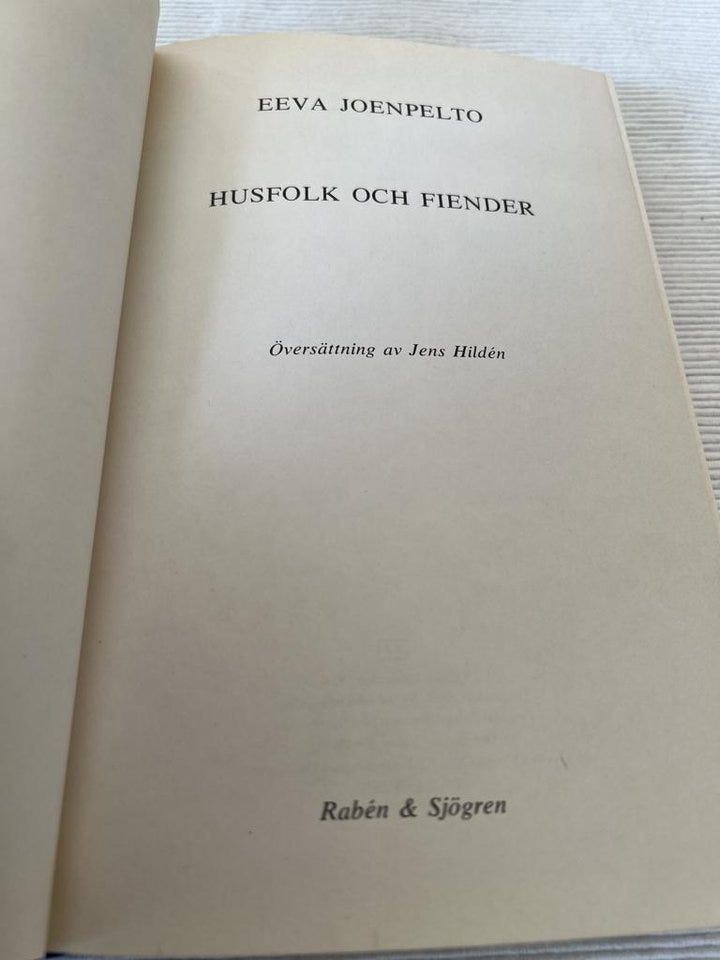 EEVA JOENPELTO
HUSFOLK OCH FIENDER
Översättning av Jens Hildén
Rabén & Sjögren